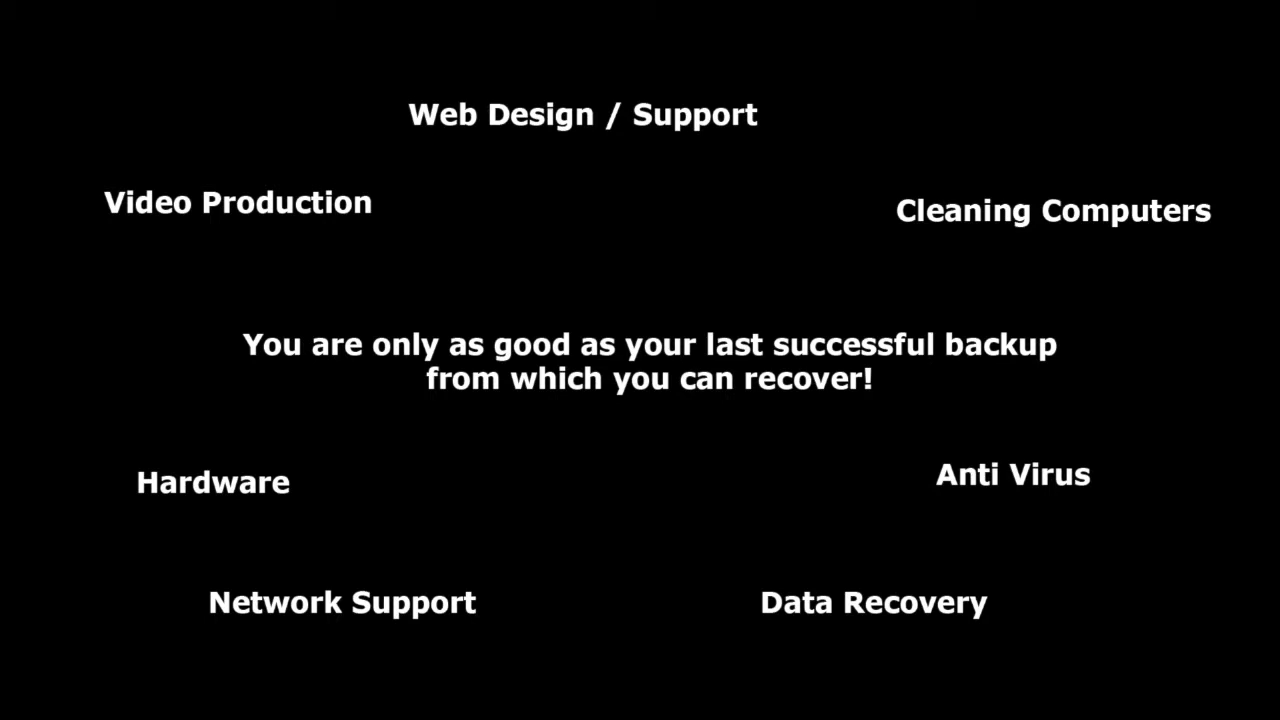 Web Design / Support
Video Production
Cleaning Computers
You are only as good as your last successful backup
from which you can recover!
Hardware
Anti Virus
Network Support
Data Recovery